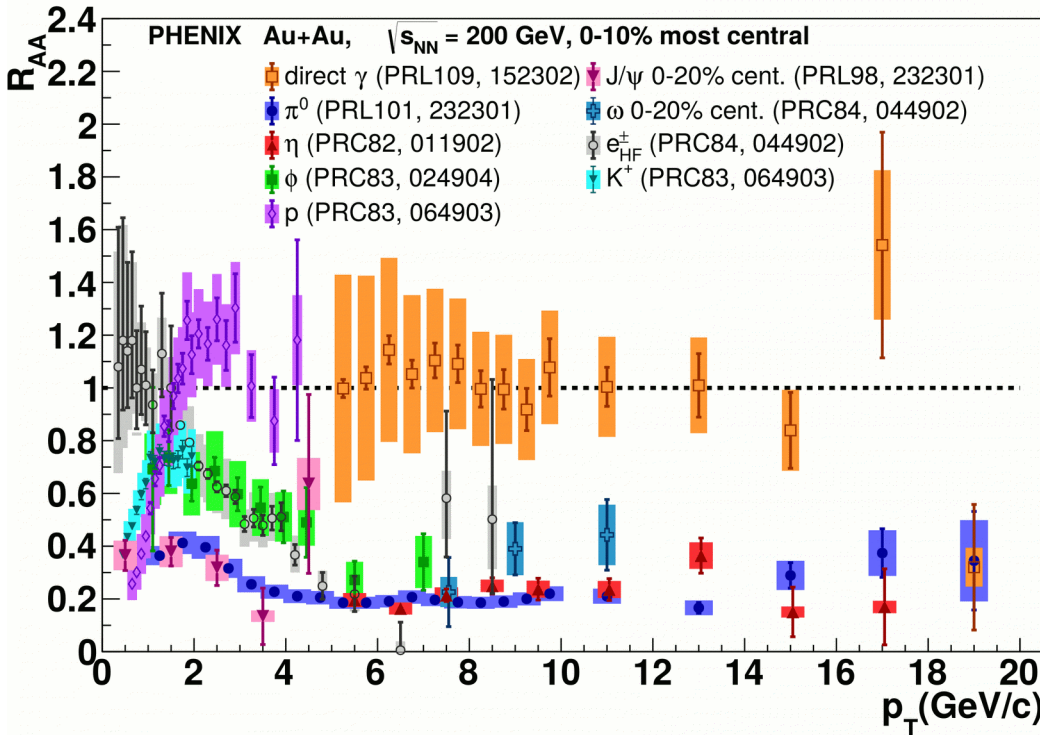 R_AA
2.4
2.2
2
1.8
1.6
1.4
1.2
1
0.8
0.6
0.4
0.2
0
PHENIX Au+Au, √s_NN = 200 GeV, 0-10% most central
direct γ (PRL109, 152302)
π⁰ (PRL101, 232301)
η (PRC82, 011902)
ϕ (PRC83, 024904)
p (PRC83, 064903)
J/ψ 0-20% cent. (PRL98, 232301)
ω 0-20% cent. (PRC84, 044902)
e±_HF (PRC84, 044902)
K⁺ (PRC83, 064903)
0 2 4 6 8 10 12 14 16 18 20
p_T(GeV/c)